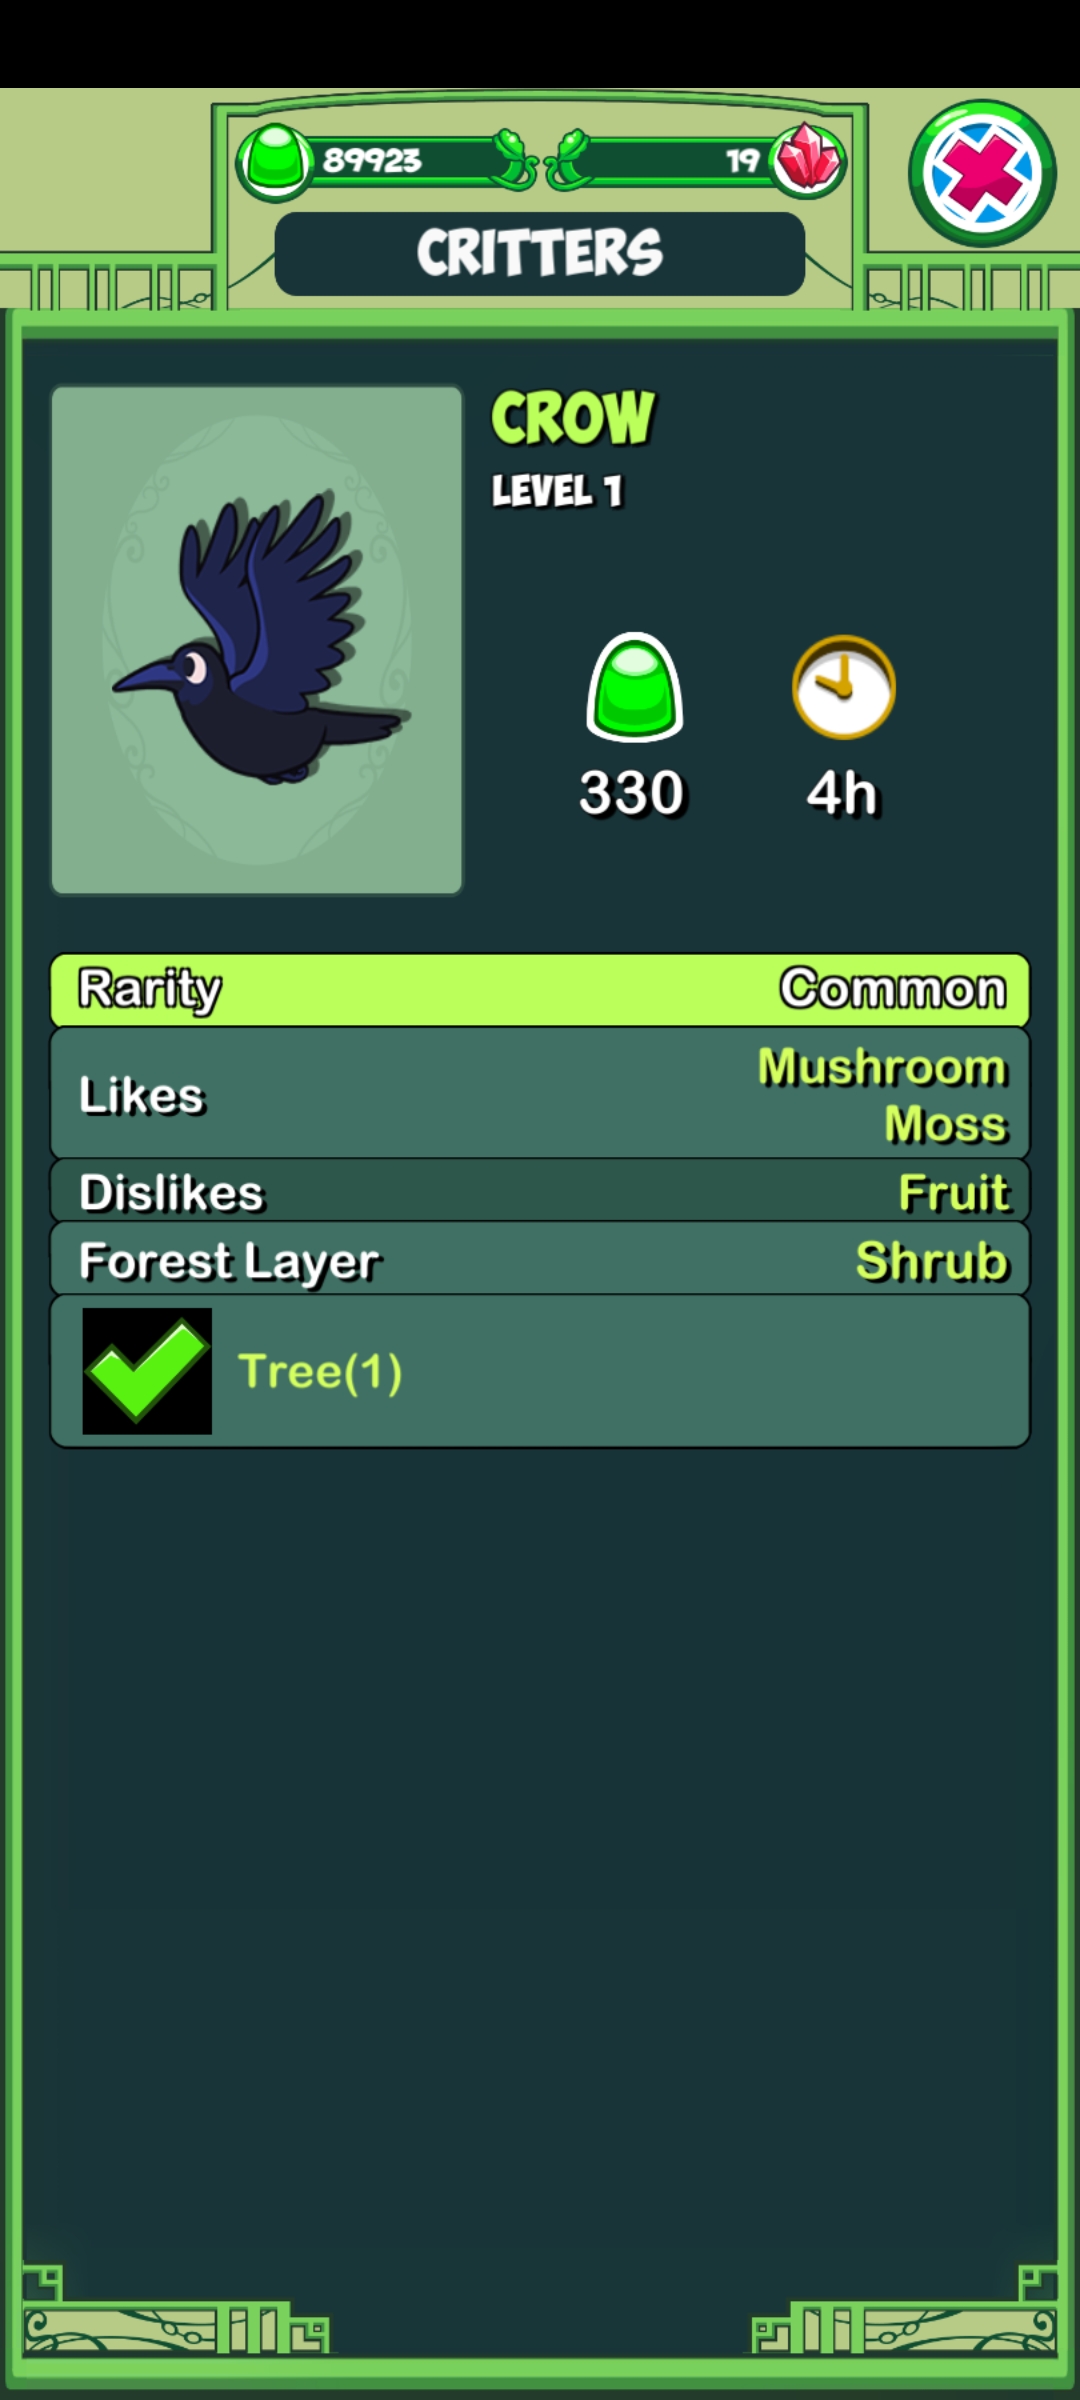 89923
19
CRITTERS
CROW
LEVEL 1
330
4h
Rarity Common
Likes Mushroom
Moss
Dislikes Fruit
Forest Layer Shrub
Tree(1)